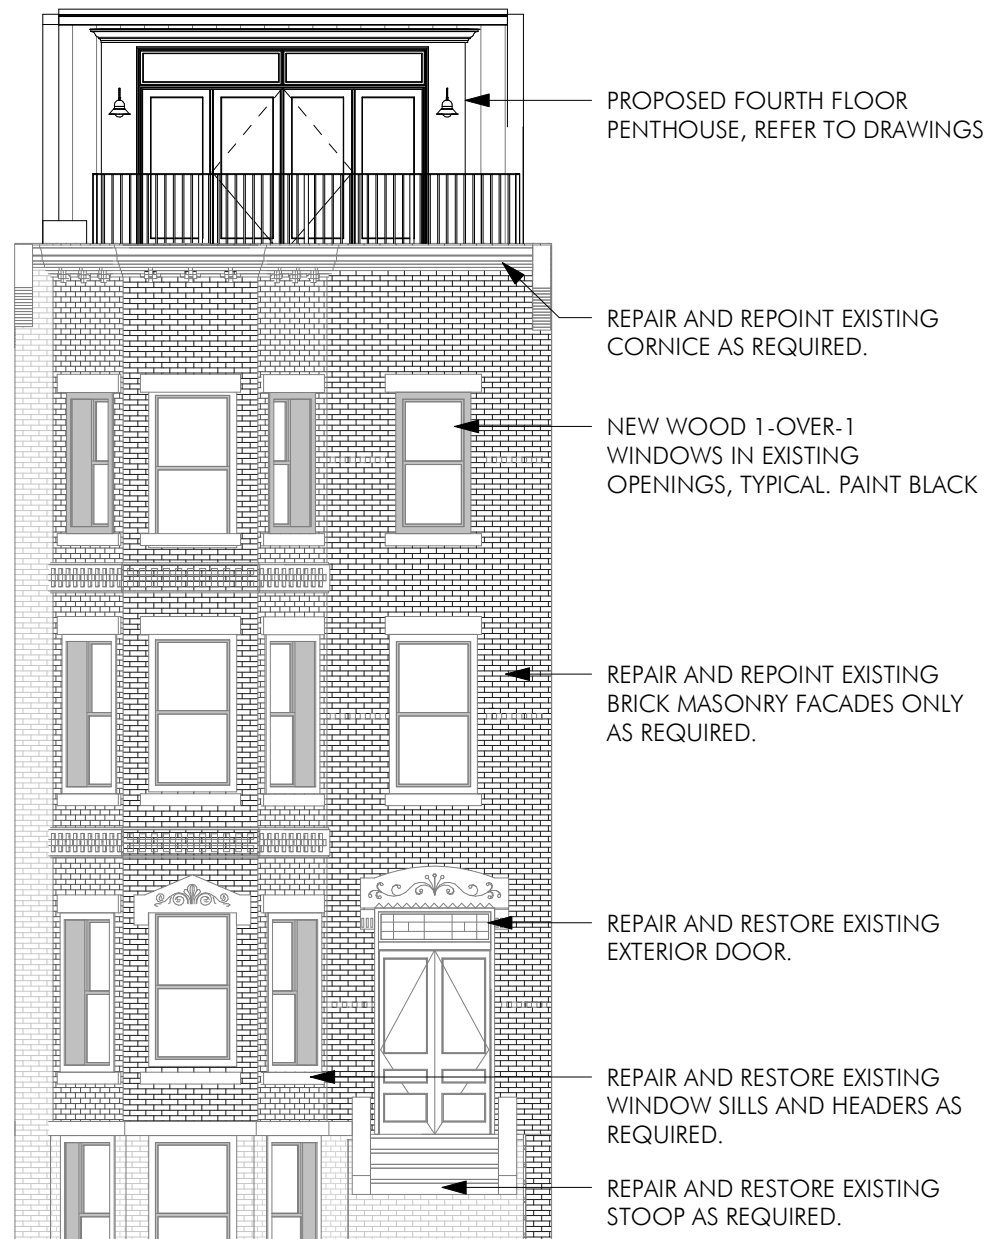 PROPOSED FOURTH FLOOR
PENTHOUSE, REFER TO DRAWINGS
REPAIR AND REPOINT EXISTING
CORNICE AS REQUIRED.
NEW WOOD 1-OVER-1
WINDOWS IN EXISTING
OPENINGS, TYPICAL. PAINT BLACK
REPAIR AND REPOINT EXISTING
BRICK MASONRY FACADES ONLY
AS REQUIRED.
REPAIR AND RESTORE EXISTING
EXTERIOR DOOR.
REPAIR AND RESTORE EXISTING
WINDOW SILLS AND HEADERS AS
REQUIRED.
REPAIR AND RESTORE EXISTING
STOOP AS REQUIRED.